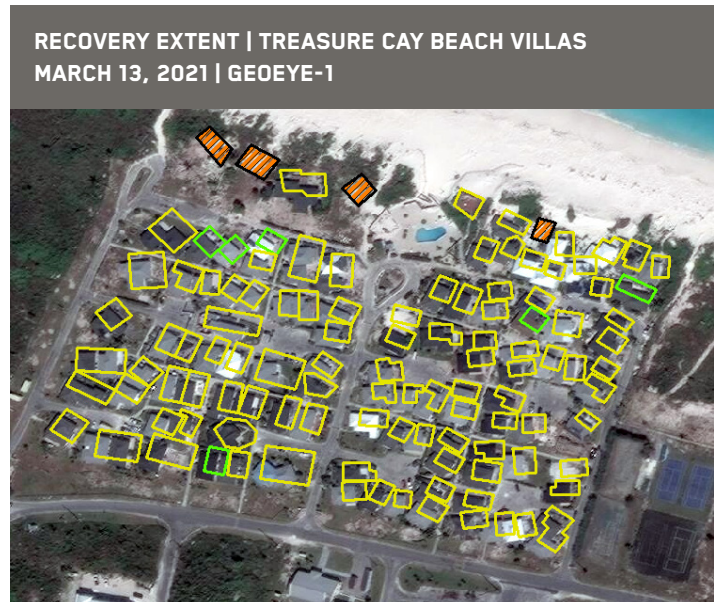 RECOVERY EXTENT | TREASURE CAY BEACH VILLAS
MARCH 13, 2021 | GEOEYE-1